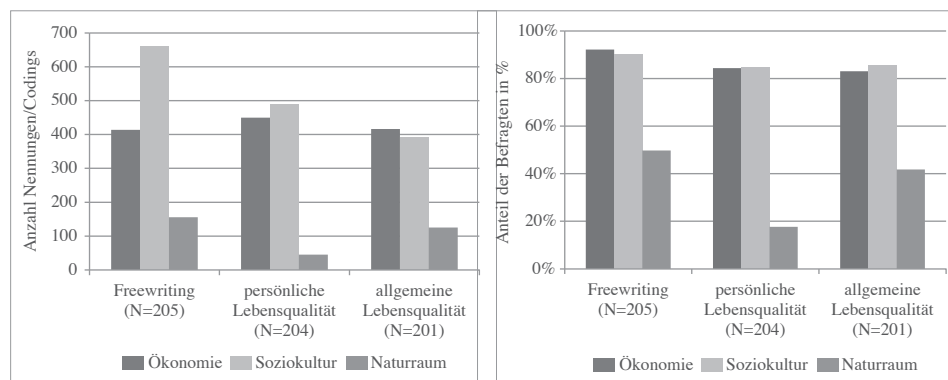 Anzahl Nennungen/Codings
700
600
500
400
300
200
100
0
Freewriting
(N=205)
persönliche
Lebensqualität
(N=204)
allgemeine
Lebensqualität
(N=201)
Ökonomie Soziokultur Naturraum
Anteil der Befragten in %
100%
80%
60%
40%
20%
0%
Freewriting
(N=205)
persönliche
Lebensqualität
(N=204)
allgemeine
Lebensqualität
(N=201)
Ökonomie Soziokultur Naturraum